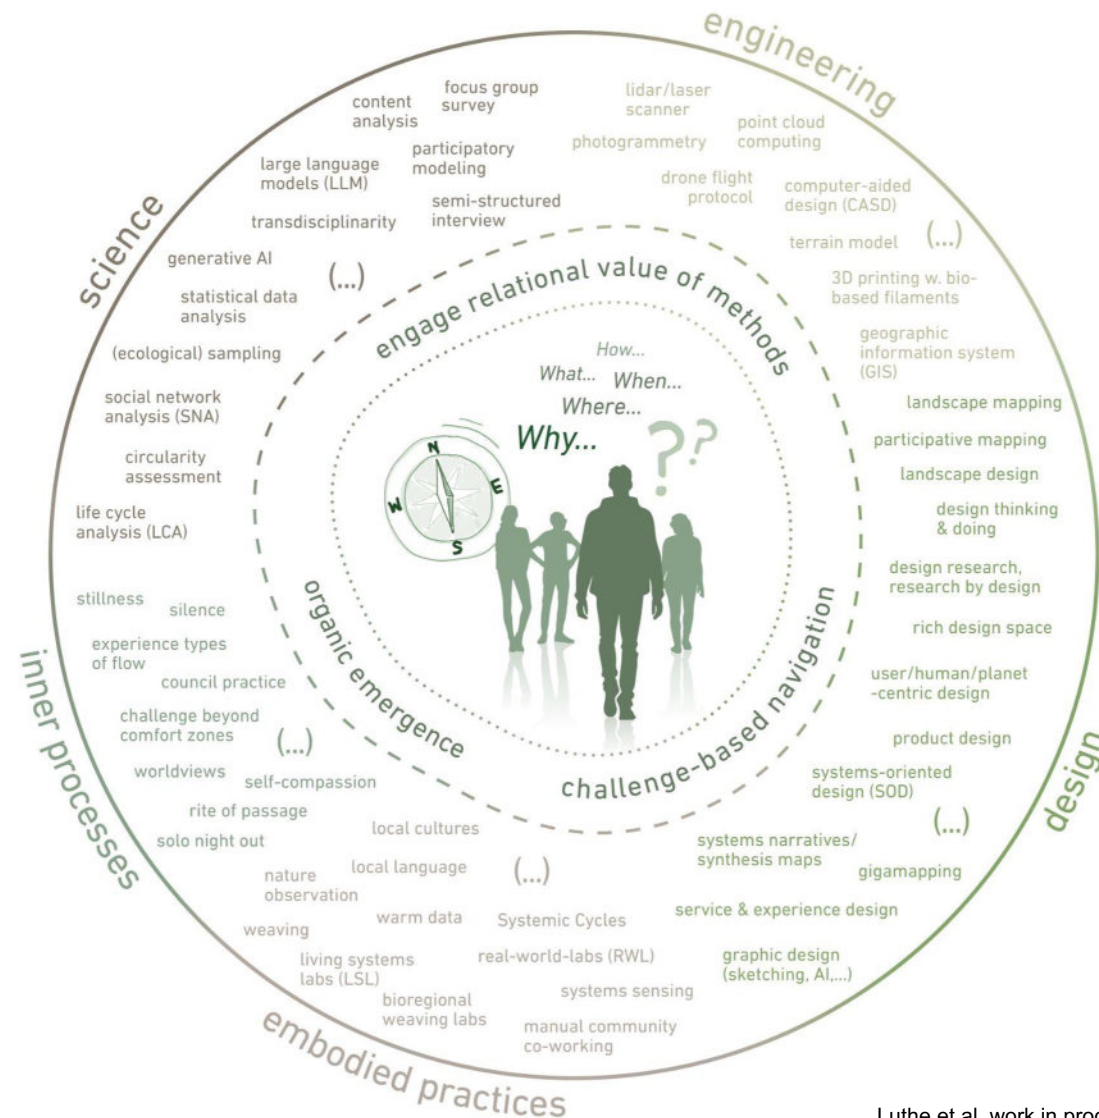 engineering
science
inner processes
embodied practices
design
focus group
survey
content
analysis
participatory
modeling
large language
models (LLM)
semi-structured
interview
transdisciplinarity
generative AI
(...)
statistical data
analysis
(ecological) sampling
social network
analysis (SNA)
circularity
assessment
life cycle
analysis (LCA)
lidar/laser
scanner
point cloud
computing
photogrammetry
drone flight
protocol
computer-aided
design (CASD)
terrain model
(...)
3D printing w. bio-
based filaments
geographic
information system
(GIS)
landscape mapping
participative mapping
landscape design
design thinking
& doing
design research,
research by design
rich design space
user/human/planet
-centric design
product design
systems-oriented
design (SOD)
(...)
systems narratives/
synthesis maps
gigamapping
service & experience design
graphic design
(sketching, AI,...)
stillness
silence
experience types
of flow
council practice
challenge beyond
comfort zones
(...)
worldviews
self-compassion
rite of passage
solo night out
local cultures
local language
(...)
nature
observation
warm data
Systemic Cycles
weaving
living systems
labs (LSL)
real-world-labs (RWL)
systems sensing
bioregional
weaving labs
manual community
co-working
engage relational value of methods
organic emergence
challenge-based navigation
How...
What...
When...
Where...
Why...
? ?
N
E
S
W
Luthe et al. work in prog